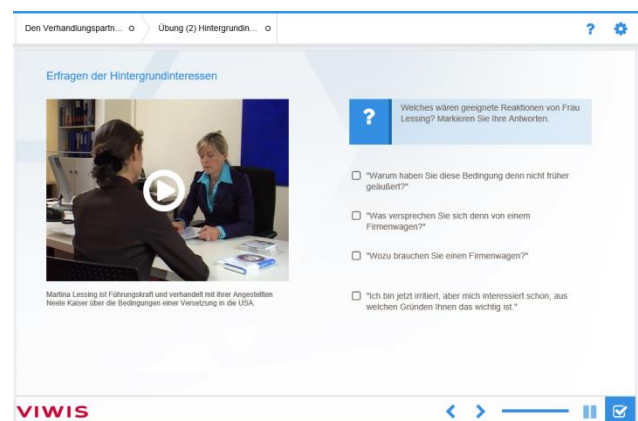 Den Verhandlungspartn...
Übung (2) Hintergrundin...
?
Erfragen der Hintergrundinteressen
?
Welches wären geeignete Reaktionen von Frau
Lessing? Markieren Sie Ihre Antworten.
"Warum haben Sie diese Bedingung denn nicht früher
geäußert?"
"Was versprechen Sie sich denn von einem
Firmenwagen?"
"Wozu brauchen Sie einen Firmenwagen?"
"Ich bin jetzt irritiert, aber mich interessiert schon, aus
welchen Gründen Ihnen das wichtig ist."
Martina Lessing ist Führungskraft und verhandelt mit ihrer Angestellten
Neele Kaiser über die Bedingungen einer Versetzung in die USA.
VIWIS